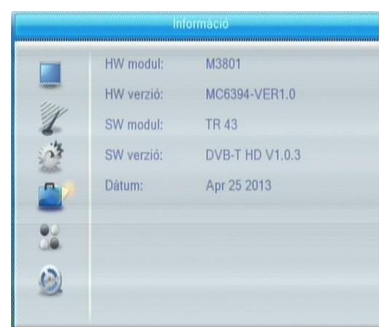 Információ
HW modul: M3801
HW verzió: MC6394-VER1.0
SW modul: TR 43
SW verzió: DVB-T HD V1.0.3
Dátum: Apr 25 2013